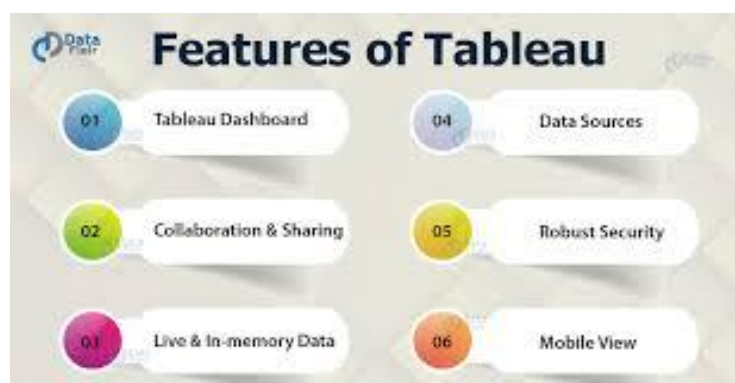 Data
Flair
Features of Tableau
01 Tableau Dashboard
02 Collaboration & Sharing
03 Live & In-memory Data
04 Data Sources
05 Robust Security
06 Mobile View